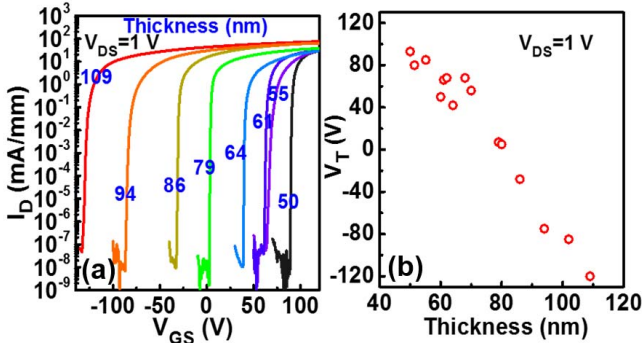 Thickness (nm)
V_DS=1 V
109
94
86
79
64
61
55
50
(a)
I_D (mA/mm)
10³
10²
10¹
10⁰
10⁻¹
10⁻²
10⁻³
10⁻⁴
10⁻⁵
10⁻⁶
10⁻⁷
10⁻⁸
10⁻⁹
-100 -50 0 50 100
V_GS (V)
V_DS=1 V
(b)
V_T (V)
120
80
40
0
-40
-80
-120
40 60 80 100 120
Thickness (nm)